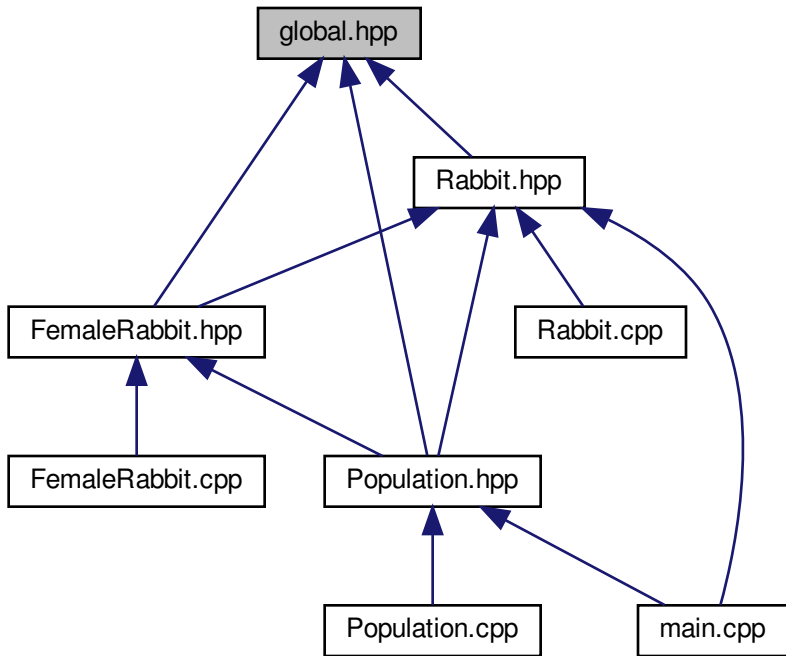 global.hpp
Rabbit.hpp
FemaleRabbit.hpp
Rabbit.cpp
FemaleRabbit.cpp
Population.hpp
Population.cpp
main.cpp